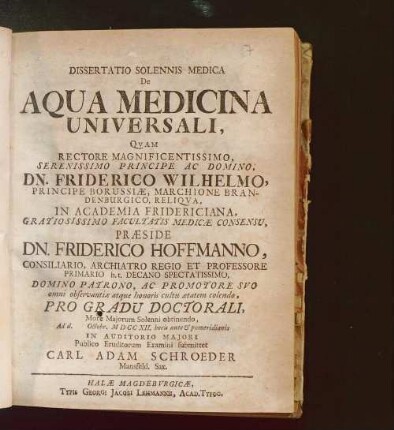 7
DISSERTATIO SOLENNIS MEDICA
De
AQUA MEDICINA
UNIVERSALI,
QVAM
RECTORE MAGNIFICENTISSIMO,
SERENISSIMO PRINCIPE AC DOMINO,
DN. FRIDERICO WILHELMO,
PRINCIPE BORUSSIÆ, MARCHIONE BRAN-
DENBURGICO, RELIQVA,
IN ACADEMIA FRIDERICIANA,
GRATIOSISSIMO FACULTATIS MEDICÆ CONSENSU,
PRÆSIDE
DN. FRIDERICO HOFFMANNO,
CONSILIARIO, ARCHIATRO REGIO ET PROFESSORE
PRIMARIO h.t. DECANO SPECTATISSIMO,
DOMINO PATRONO, AC PROMOTORE SVO
omni observantiæ atque honoris cultu ætatem colendo,
PRO GRADU DOCTORALI,
More Majorum Solenni obtinendo,
Ad d. Octobr. MDCCXII. horis ante & pomeridianis
IN AUDITORIO MAJORI
Publico Eruditorum Examini submittet
CARL ADAM SCHROEDER
Mansfeld. Sax.
HALÆ MAGDEBURGICÆ,
Typis Georgi Jacobi Lehmanni, Acad. Typogr.